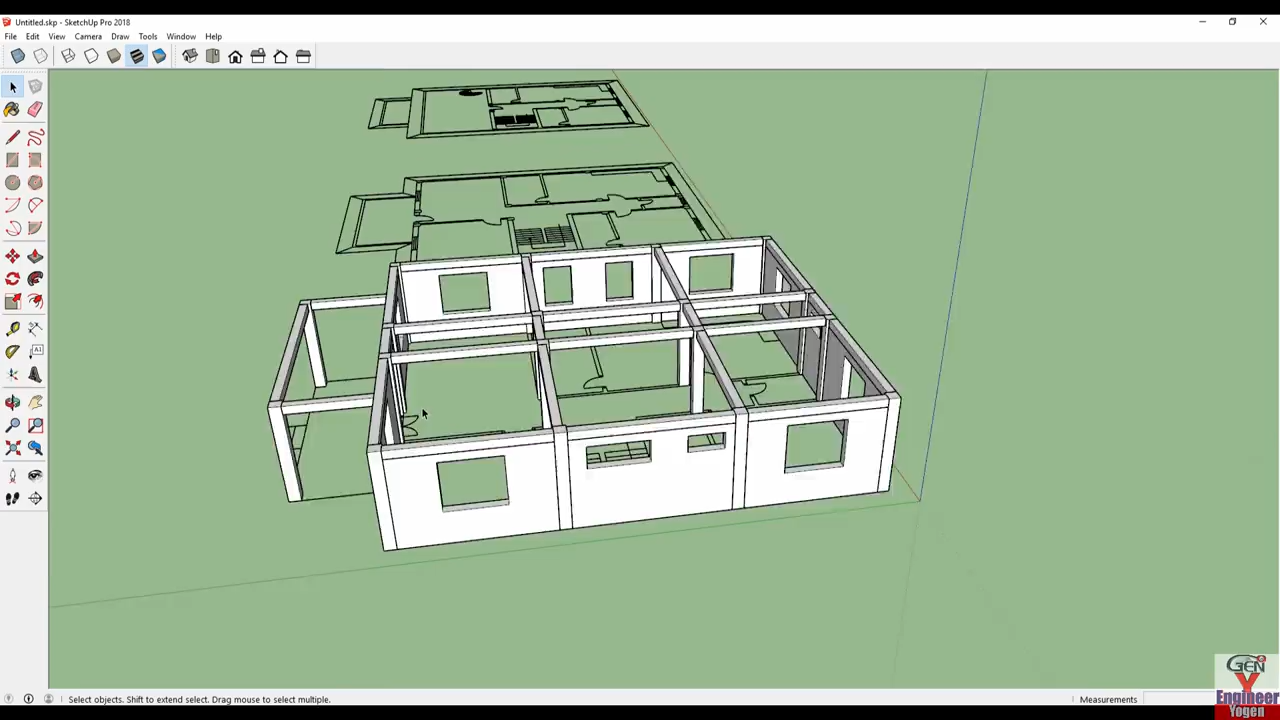 Untitled.skp - SketchUp Pro 2018
File Edit View Camera Draw Tools Window Help
A1
Select objects. Shift to extend select. Drag mouse to select multiple.
Measurements
GEN
Y
Engineer
Yogen